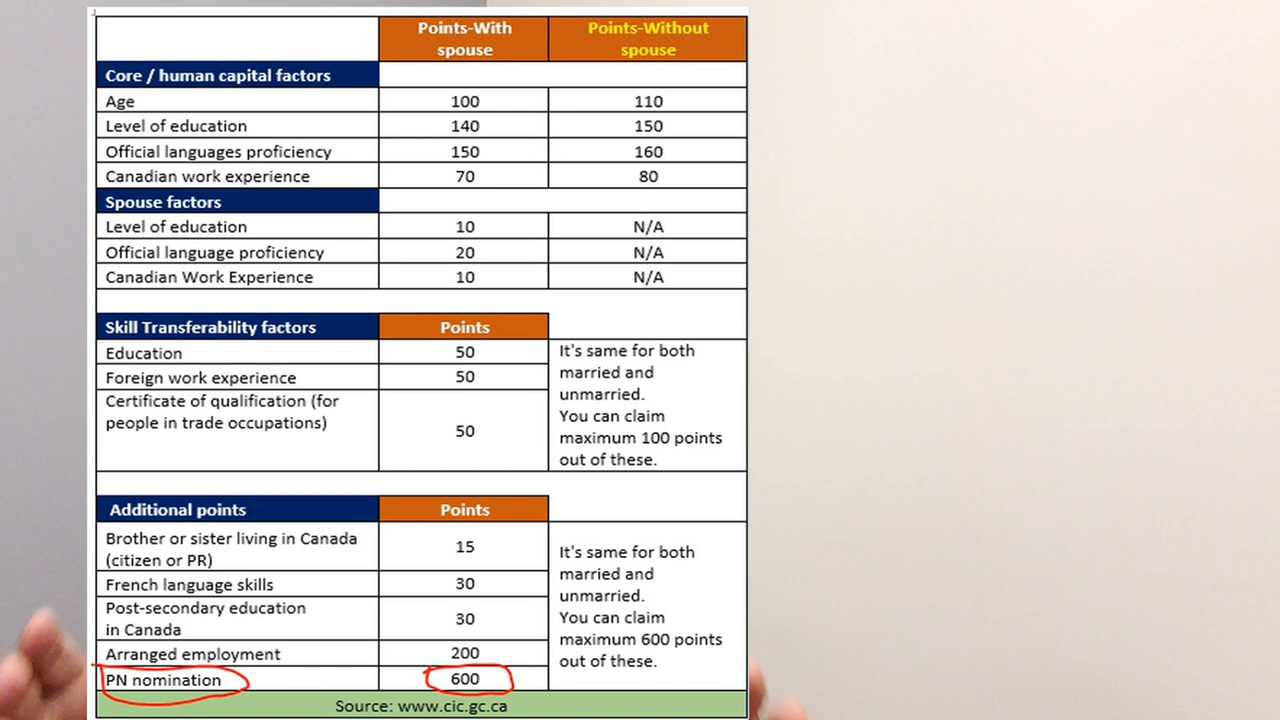 Points-With spouse Points-Without spouse
Core / human capital factors
Age 100 110
Level of education 140 150
Official languages proficiency 150 160
Canadian work experience 70 80
Spouse factors
Level of education 10 N/A
Official language proficiency 20 N/A
Canadian Work Experience 10 N/A
Skill Transferability factors Points
Education 50
Foreign work experience 50
Certificate of qualification (for
people in trade occupations) 50
It's same for both
married and
unmarried.
You can claim
maximum 100 points
out of these.
Additional points Points
Brother or sister living in Canada
(citizen or PR) 15
French language skills 30
Post-secondary education
in Canada 30
Arranged employment 200
PN nomination 600
It's same for both
married and
unmarried.
You can claim
maximum 600 points
out of these.
Source: www.cic.gc.ca